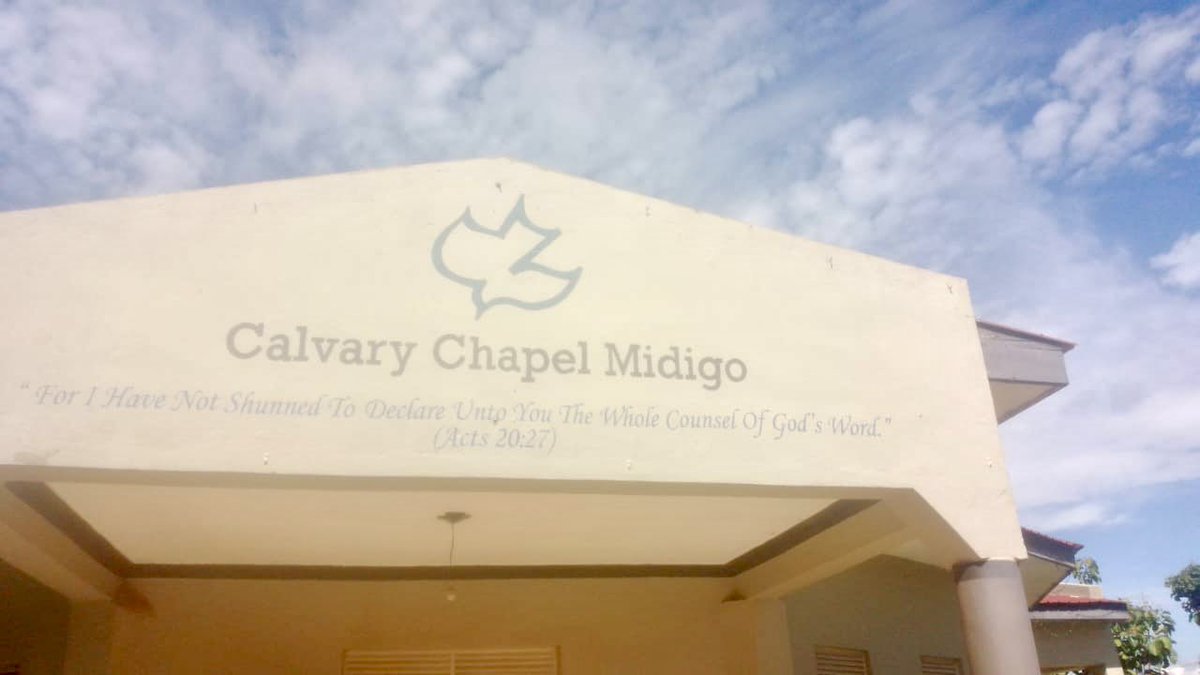 Calvary Chapel Midigo
"For I Have Not Shunned To Declare Unto You The Whole Counsel Of God's Word."
(Acts 20:27)